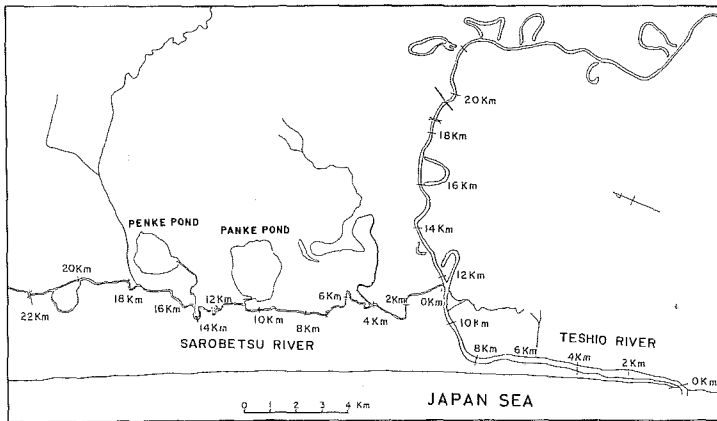 20Km
18Km
16Km
14Km
PENKE POND
PANKE POND
20Km
18Km
16Km
14Km
12Km
10Km
8Km
6Km
4Km
2Km
0Km
12Km
10Km
22Km
SAROBETSU RIVER
8Km
6Km
4Km
2Km
0Km
TESHIO RIVER
0 1 2 3 4 Km
JAPAN SEA